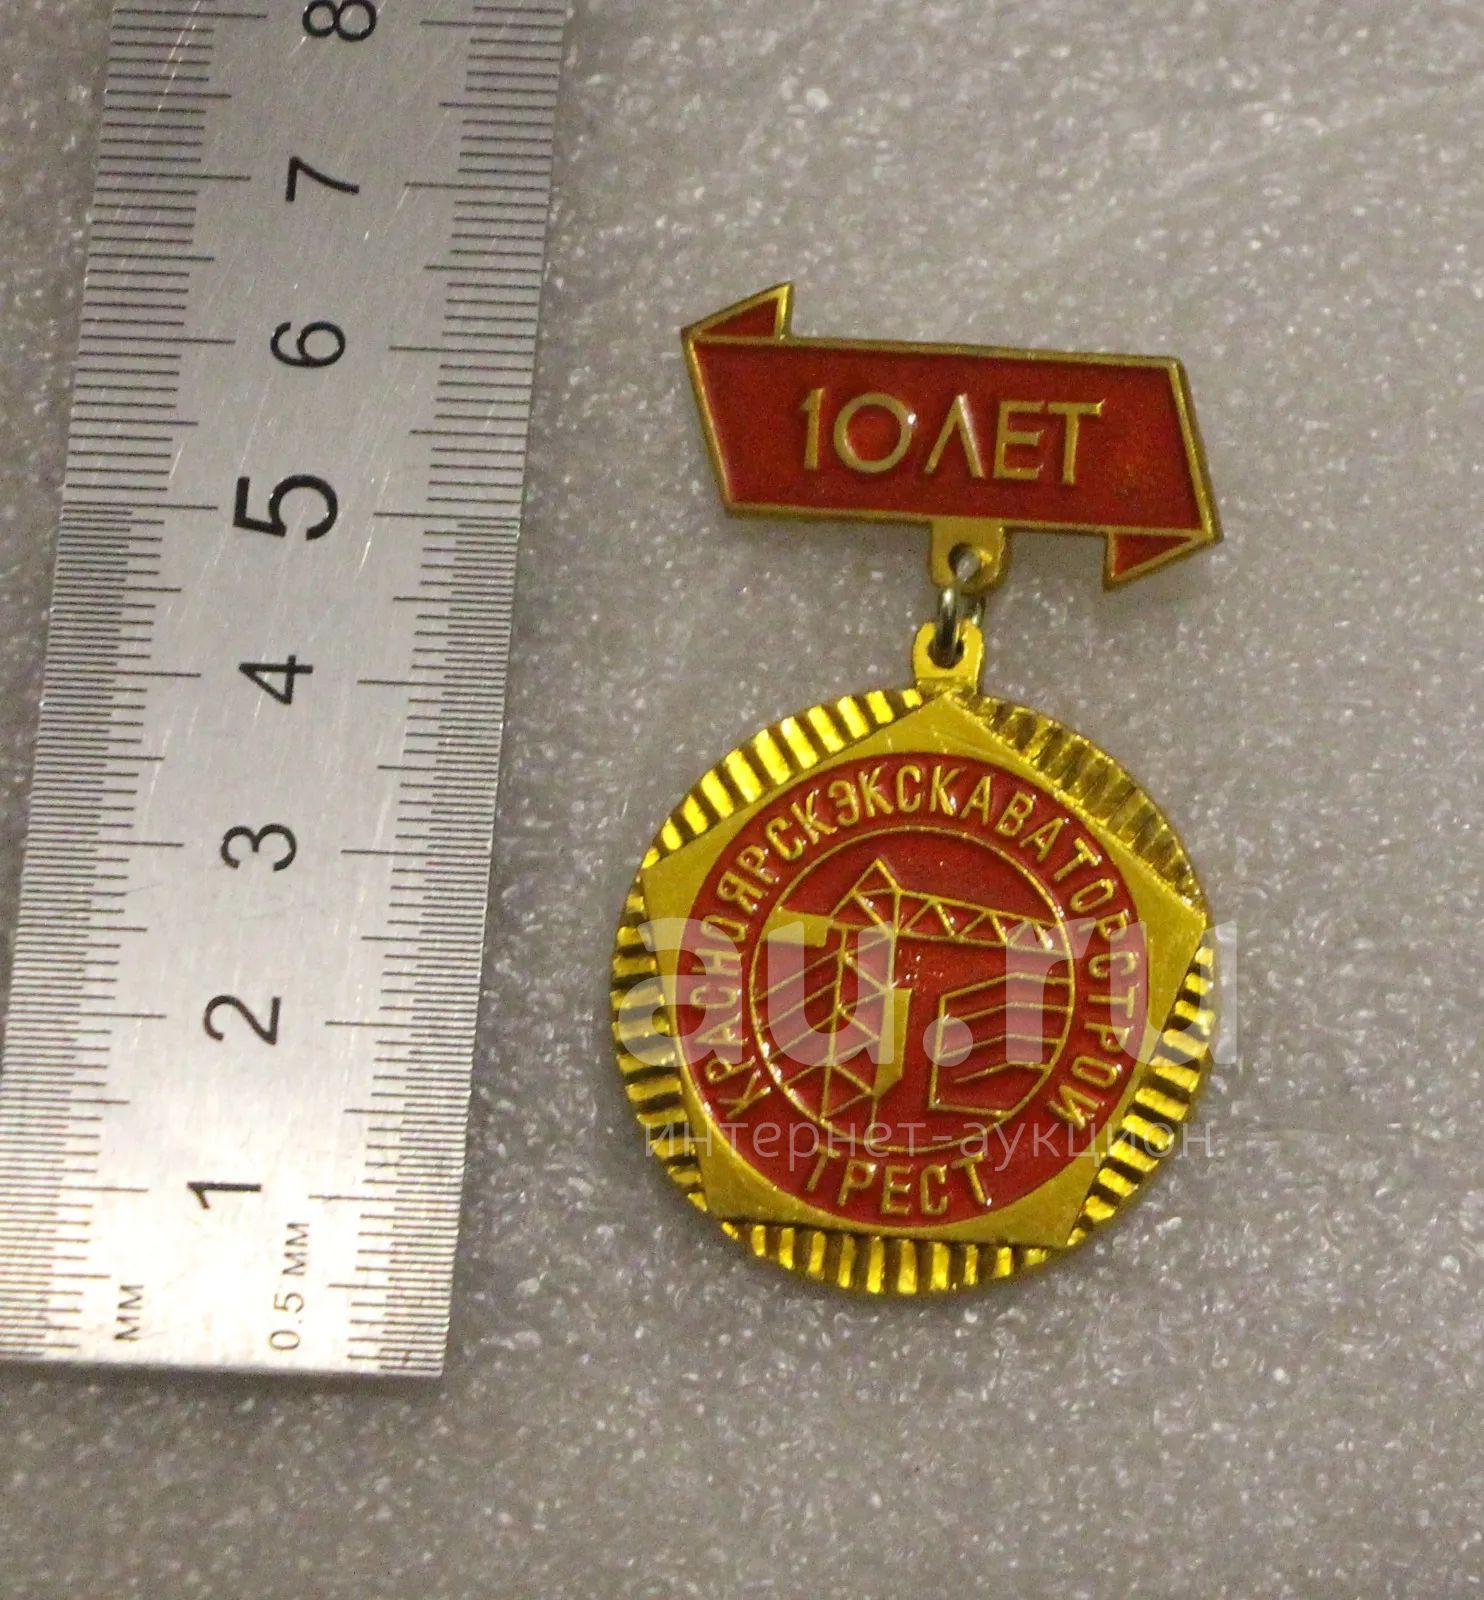 8
7
6
5
4
3
2
1
мм
0.5 мм
10 ЛЕТ
КРАСНОЯРСКЭКСКАВАТОРСТРОЙ
ТРЕСТ
au.ru
интернет-аукцион